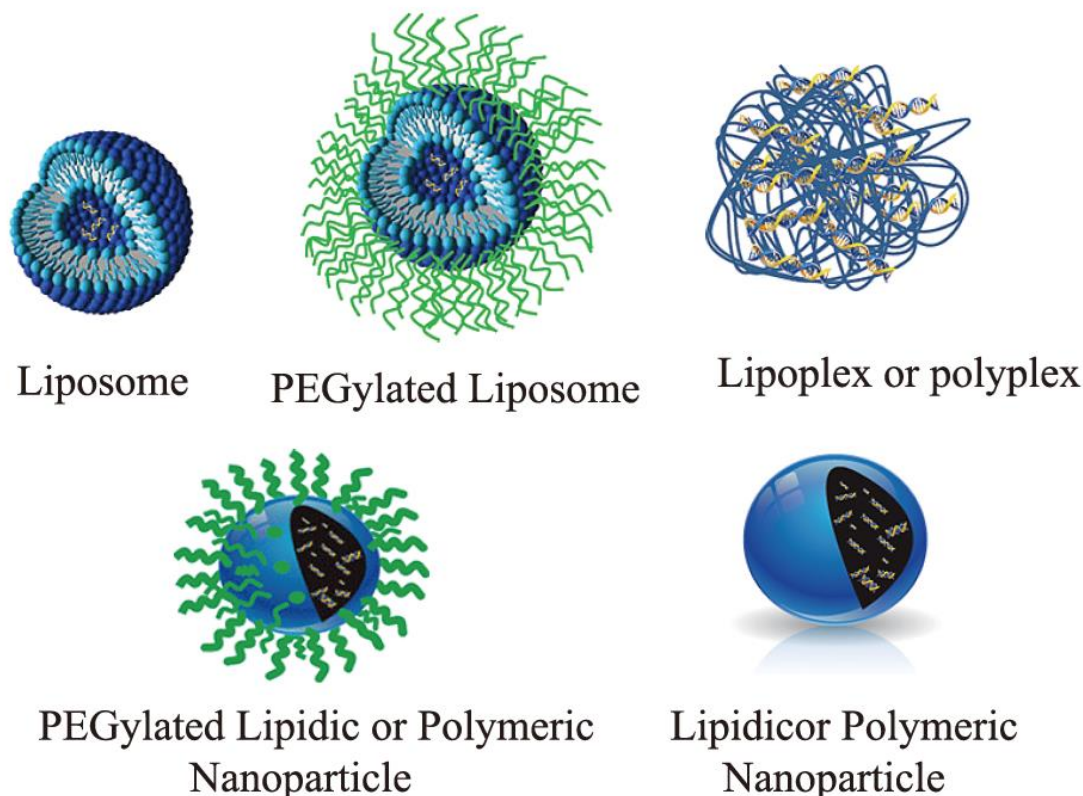 Liposome
PEGylated Liposome
Lipoplex or polyplex
PEGylated Lipidic or Polymeric
Nanoparticle
Lipidicor Polymeric
Nanoparticle